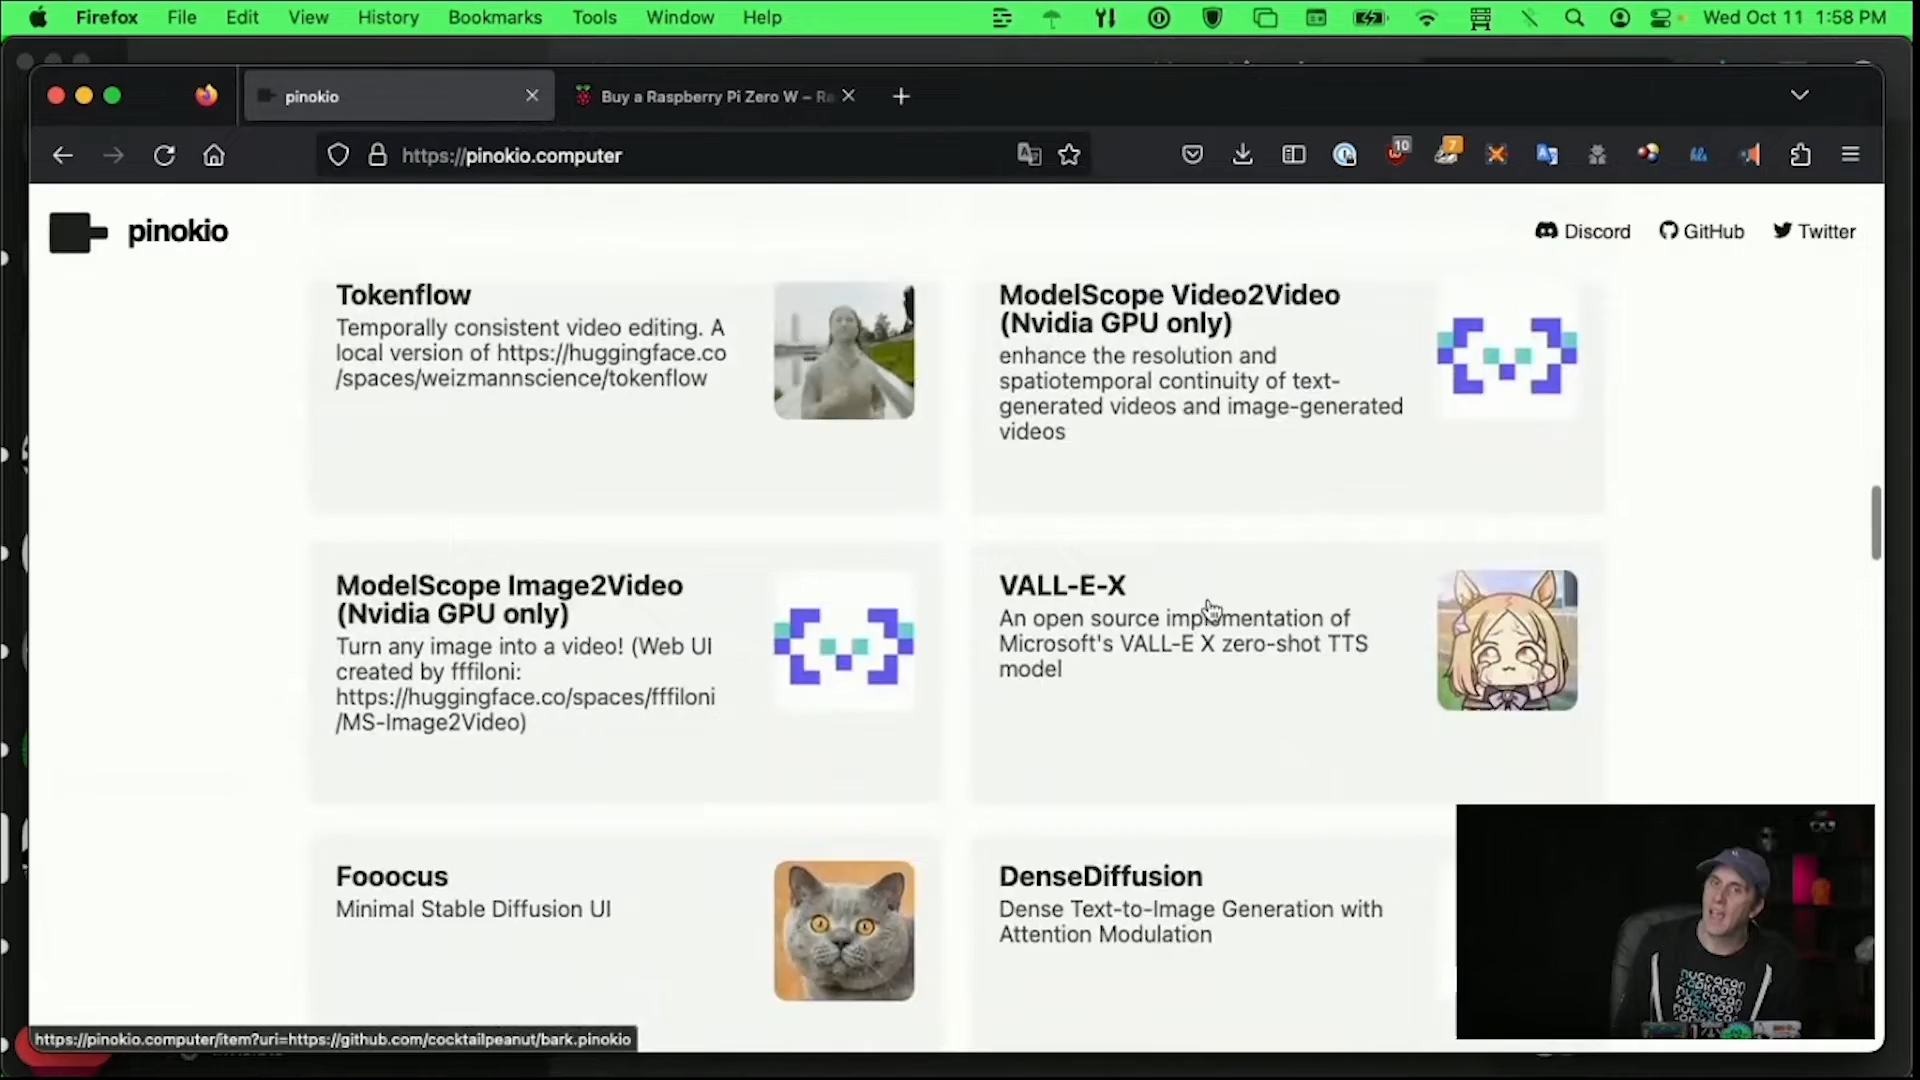 Firefox File Edit View History Bookmarks Tools Window Help Wed Oct 11 1:58 PM
pinokio
Buy a Raspberry Pi Zero W – Ra
https://pinokio.computer
10
7
pinokio
Discord GitHub Twitter
Tokenflow
Temporally consistent video editing. A
local version of https://huggingface.co
/spaces/weizmannscience/tokenflow
ModelScope Video2Video
(Nvidia GPU only)
enhance the resolution and
spatiotemporal continuity of text-
generated videos and image-generated
videos
ModelScope Image2Video
(Nvidia GPU only)
Turn any image into a video! (Web UI
created by fffiloni:
https://huggingface.co/spaces/fffiloni
/MS-Image2Video)
VALL-E-X
An open source implementation of
Microsoft's VALL-E X zero-shot TTS
model
Fooocus
Minimal Stable Diffusion UI
DenseDiffusion
Dense Text-to-Image Generation with
Attention Modulation
https://pinokio.computer/item?uri=https://github.com/cocktailpeanut/bark.pinokio